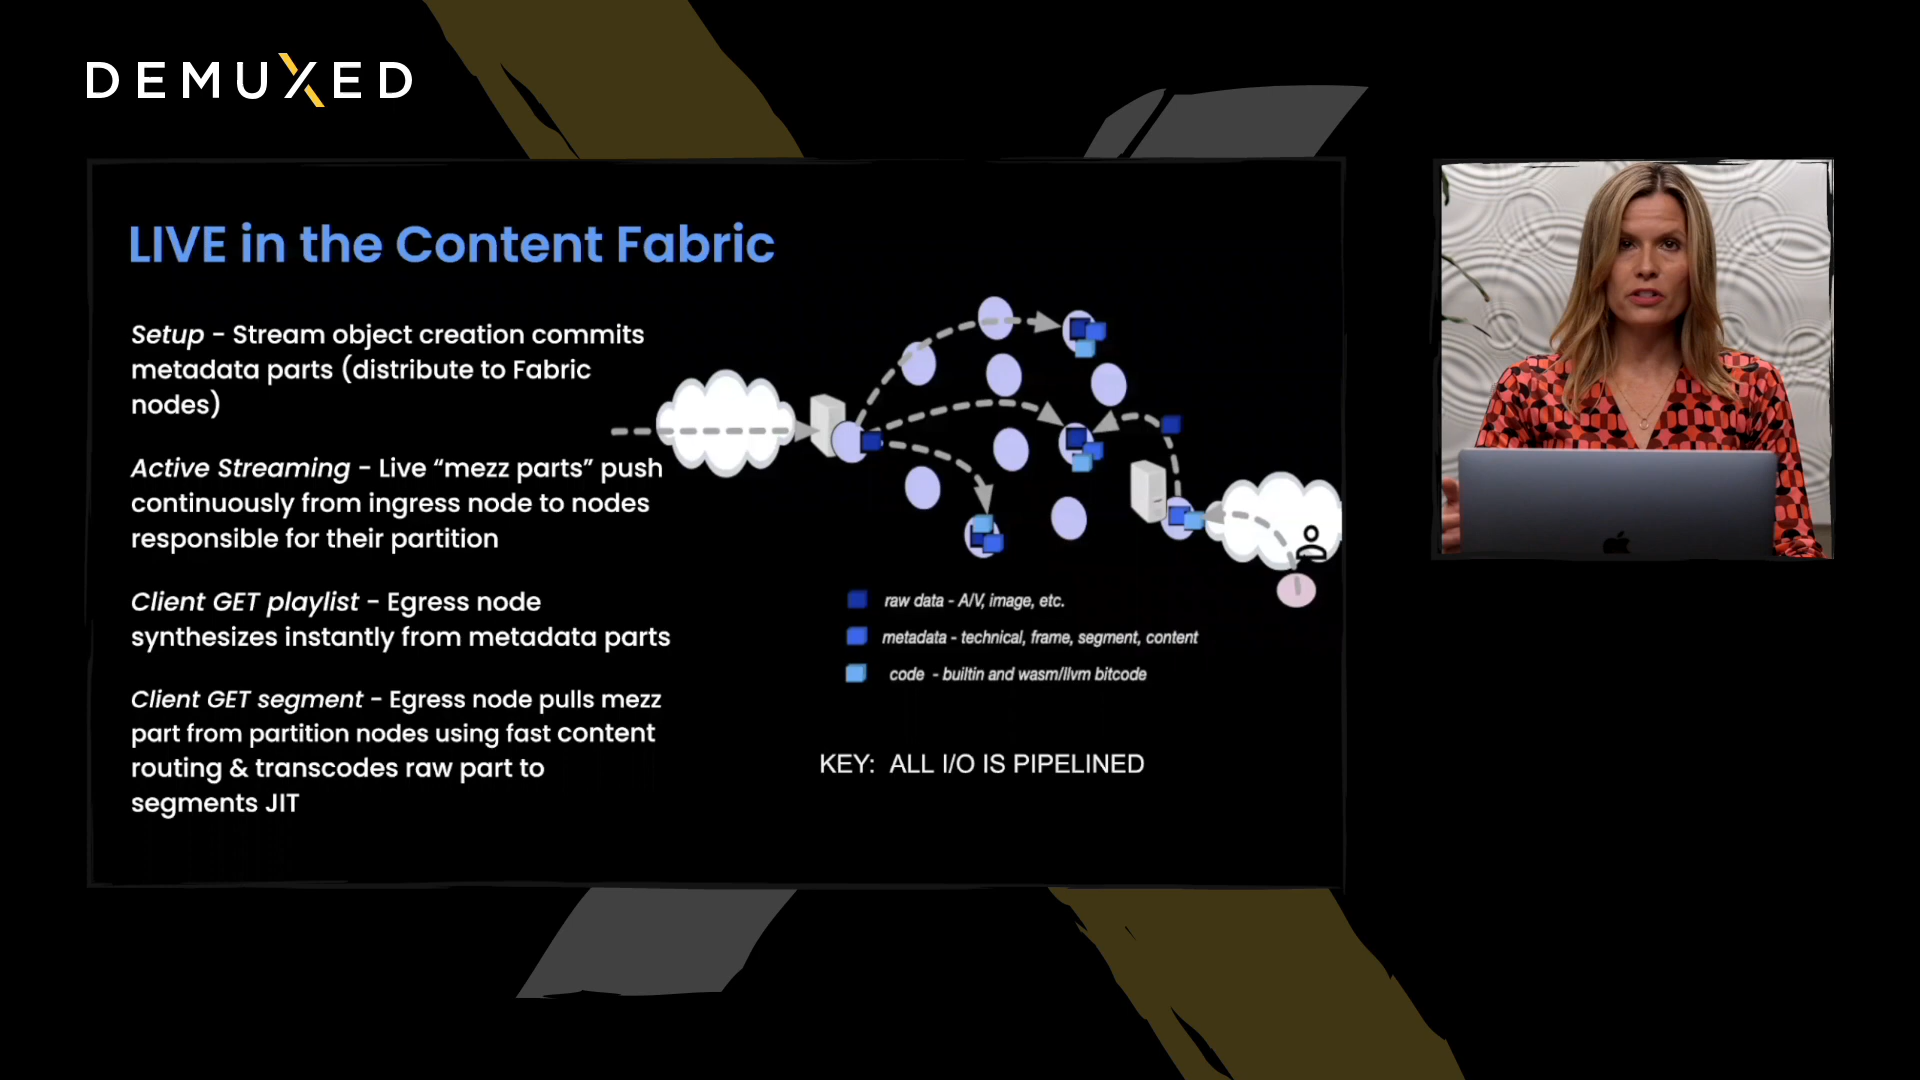 DEMUXED
LIVE in the Content Fabric
Setup - Stream object creation commits
metadata parts (distribute to Fabric
nodes)
Active Streaming - Live “mezz parts” push
continuously from ingress node to nodes
responsible for their partition
Client GET playlist - Egress node
synthesizes instantly from metadata parts
Client GET segment - Egress node pulls mezz
part from partition nodes using fast content
routing & transcodes raw part to
segments JIT
raw data - A/V, image, etc.
metadata - technical, frame, segment, content
code - builtin and wasm/llvm bitcode
KEY: ALL I/O IS PIPELINED